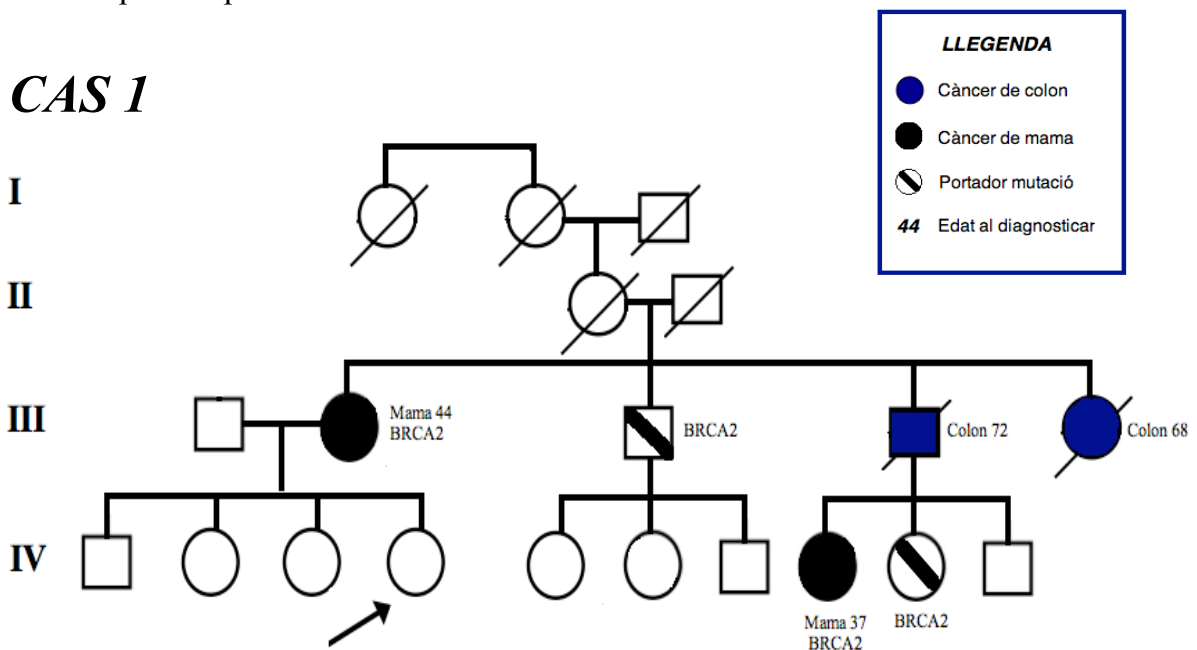 CAS 1
LLEGENDA
Càncer de colon
Càncer de mama
Portador mutació
44 Edat al diagnosticar
I
II
III
Mama 44
BRCA2
BRCA2
Colon 72
Colon 68
IV
Mama 37
BRCA2
BRCA2